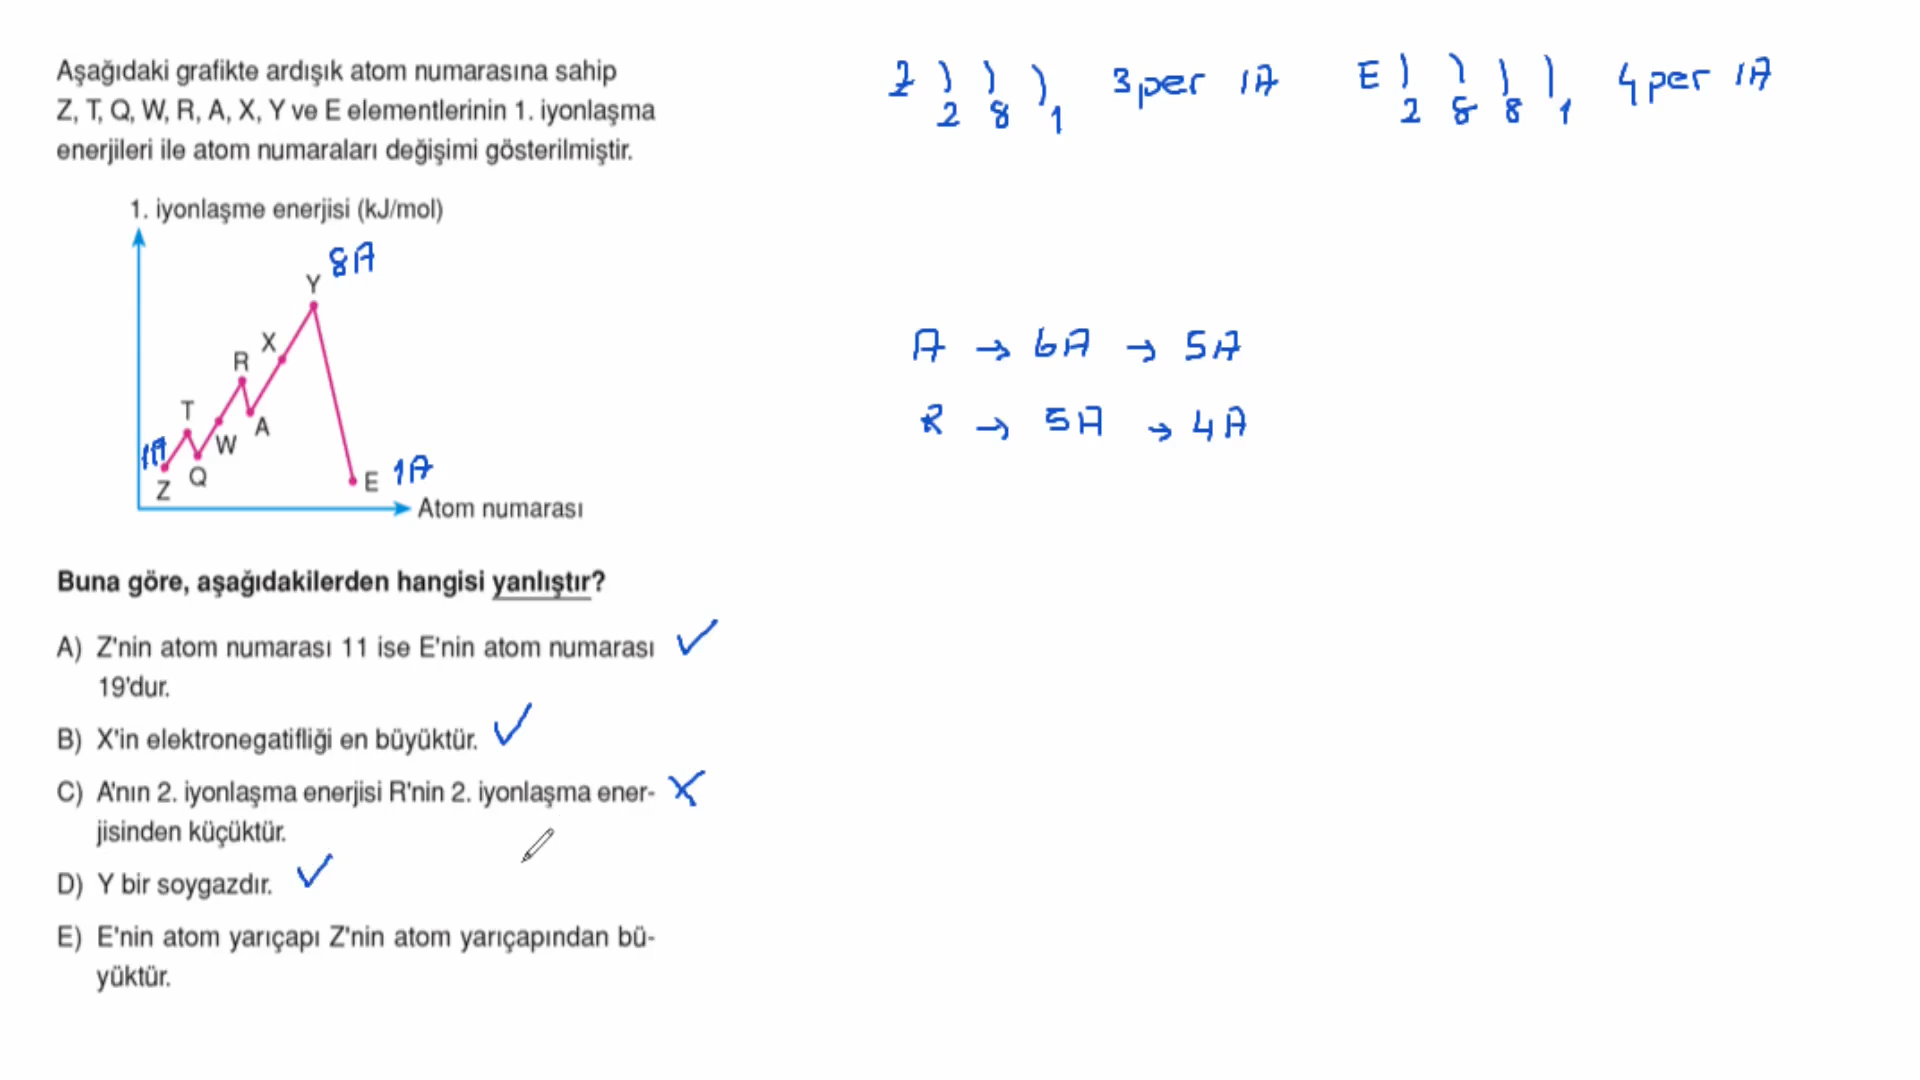 Aşağıdaki grafikte ardışık atom numarasına sahip
Z, T, Q, W, R, A, X, Y ve E elementlerinin 1. iyonlaşma
enerjileri ile atom numaraları değişimi gösterilmiştir.
1. iyonlaşme enerjisi (kJ/mol)
Y 8A
X
R
T
A
W
1A
Z
Q
E 1A
Atom numarası
Buna göre, aşağıdakilerden hangisi yanlıştır?
A) Z'nin atom numarası 11 ise E'nin atom numarası
19'dur.
B) X'in elektronegatifliği en büyüktür.
C) A'nın 2. iyonlaşma enerjisi R'nin 2. iyonlaşma ener-
jisinden küçüktür.
D) Y bir soygazdır.
E) E'nin atom yarıçapı Z'nin atom yarıçapından bü-
yüktür.
Z ) ) ) 3 per 1A
2 8 1
E ) ) ) ) 4 per 1A
2 8 8 1
A → 6A → 5A
R → 5A → 4A